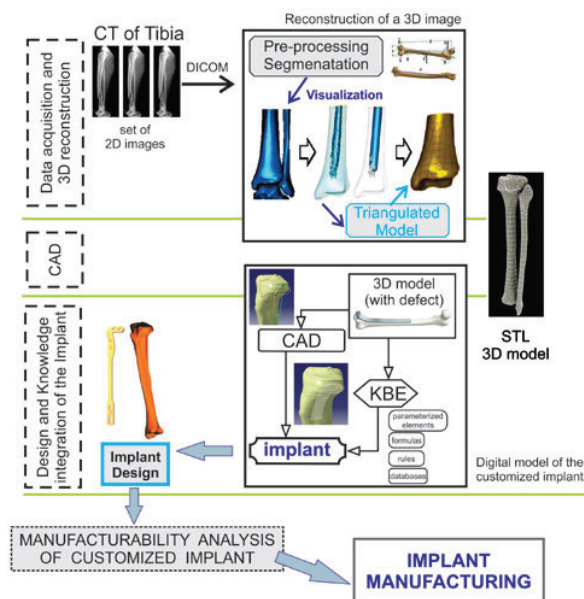 Reconstruction of a 3D image
CT of Tibia
DICOM
set of
2D images
Pre-processing
Segmenatation
Visualization
Triangulated
Model
Data acquisition and
3D reconstruction
CAD
STL
3D model
3D model
(with defect)
CAD
KBE
parameterized
elements
formulas
rules
databases
implant
Design and Knowledge
integration of the Implant
Implant
Design
Digital model of the
customized implant
MANUFACTURABILITY ANALYSIS
OF CUSTOMIZED IMPLANT
IMPLANT
MANUFACTURING